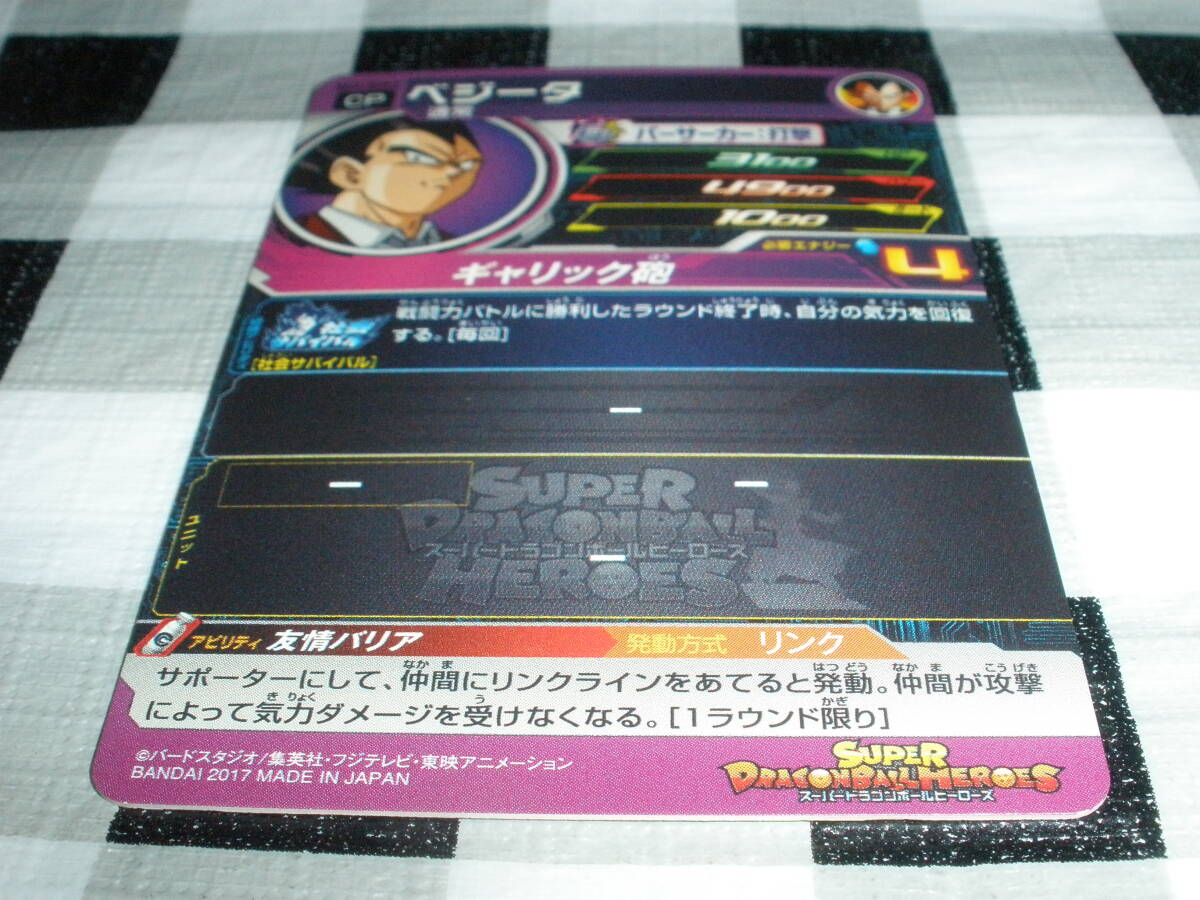 CP ベジータ
バーサーカー:打撃
3100
4900
1000
必要エナジー 4
ギャリック砲
戦闘力バトルに勝利したラウンド終了時、自分の気力を回復
する。[毎回]
[社会サバイバル]
-
- -
ユニット
SUPER
DRAGONBALL
スーパードラゴンボールヒーローズ
HEROES
-
アビリティ 友情バリア 発動方式 リンク
サポーターにして、仲間にリンクラインをあてると発動。仲間が攻撃
によって気力ダメージを受けなくなる。[1ラウンド限り]
©バードスタジオ/集英社・フジテレビ・東映アニメーション
BANDAI 2017 MADE IN JAPAN
SUPER
DRAGONBALL HEROES
スーパードラゴンボールヒーローズ